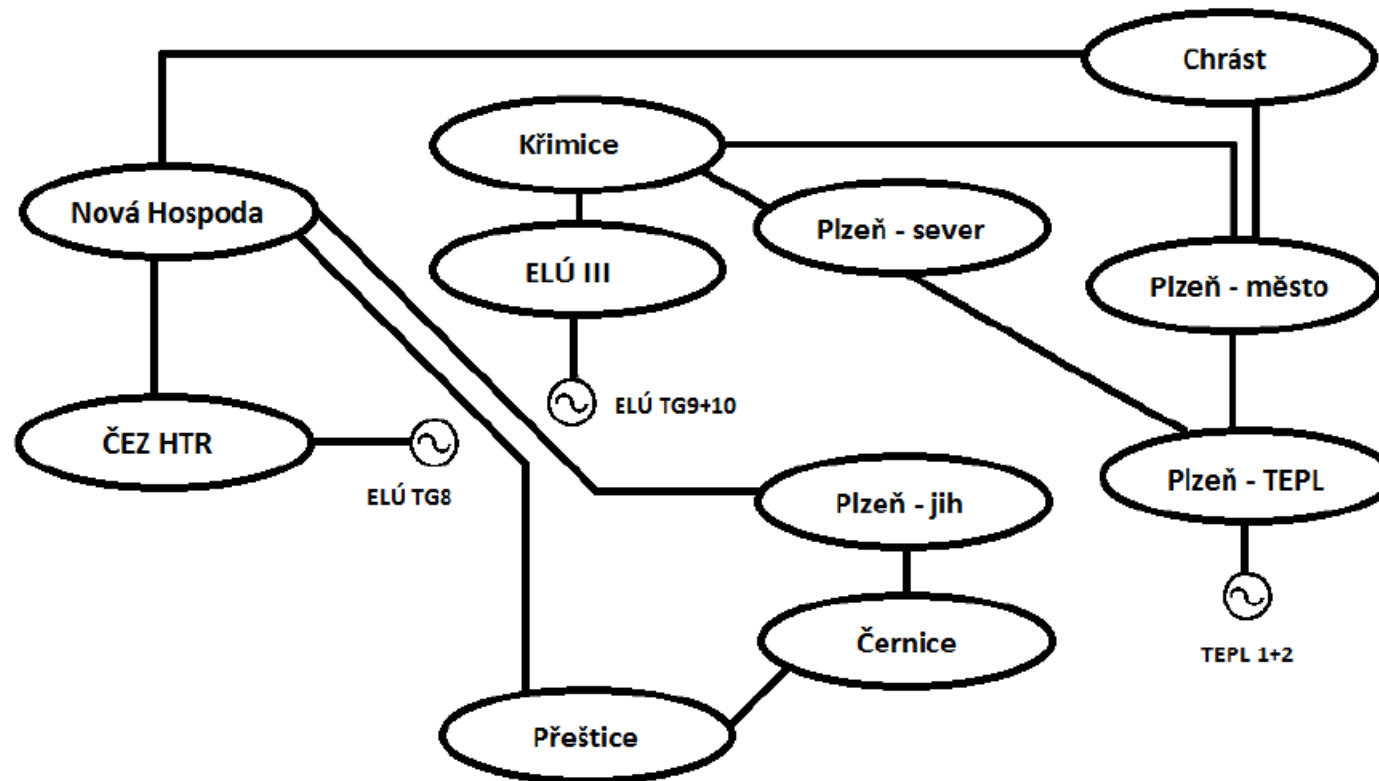 Chrást
Křimice
Nová Hospoda
Plzeň - sever
ELÚ III
Plzeň - město
ELÚ TG9+10
ČEZ HTR
ELÚ TG8
Plzeň - TEPL
Plzeň - jih
Černice
TEPL 1+2
Přeštice